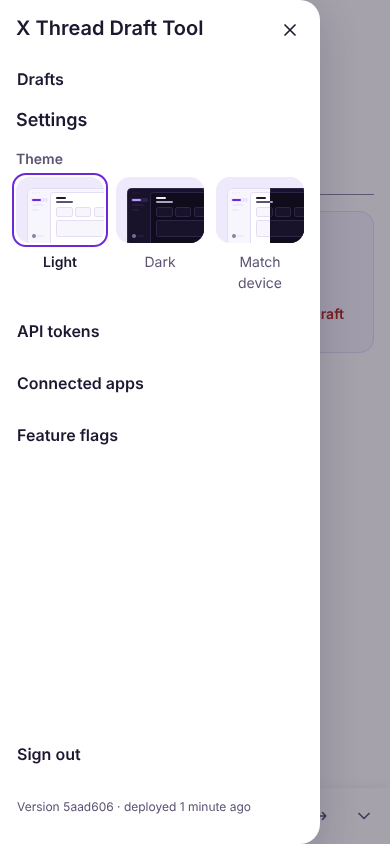 X Thread Draft Tool
Drafts
Settings
Theme
Light
Dark
Match
device
raft
API tokens
Connected apps
Feature flags
Sign out
Version 5aad606 · deployed 1 minute ago